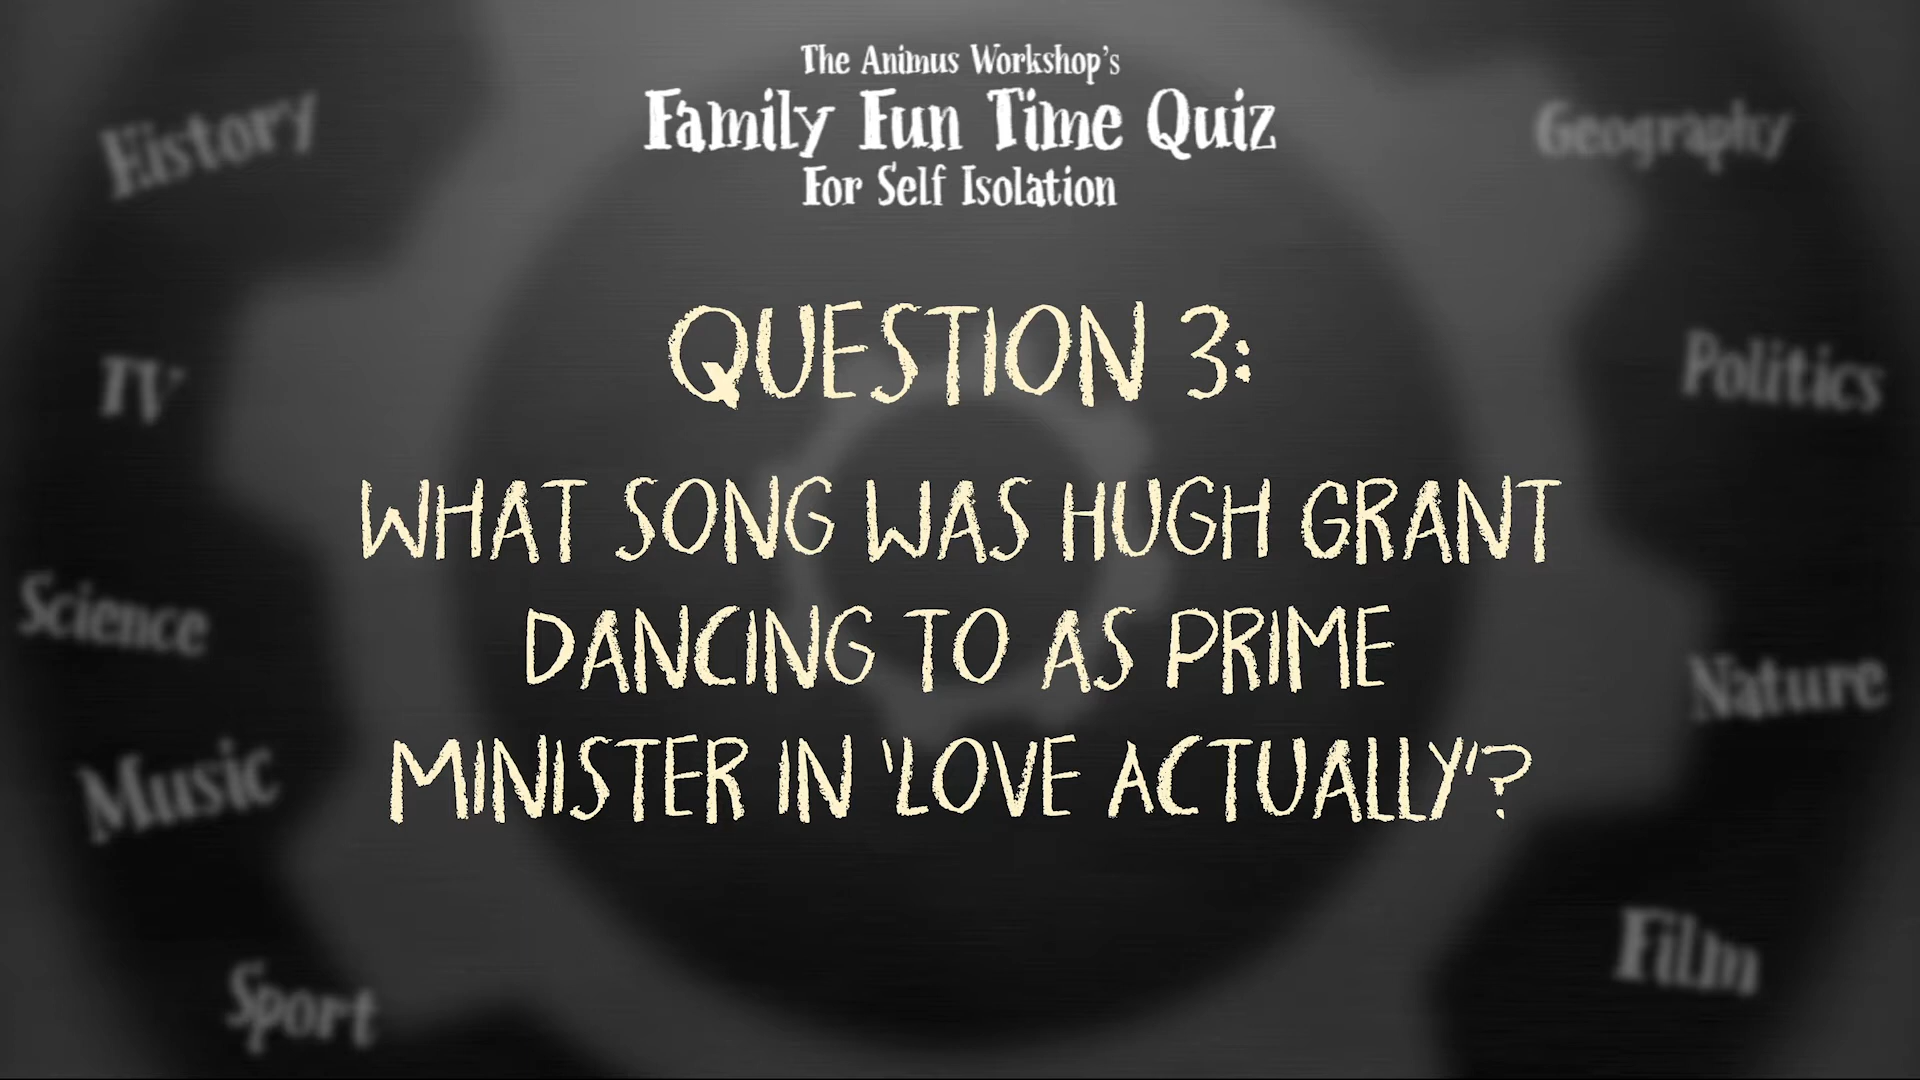 The Animus Workshop's
Family Fun Time Quiz
For Self Isolation
History
Geography
QUESTION 3:
TV
Politics
WHAT SONG WAS HUGH GRANT
DANCING TO AS PRIME
MINISTER IN 'LOVE ACTUALLY'?
Science
Nature
Music
Film
Sport